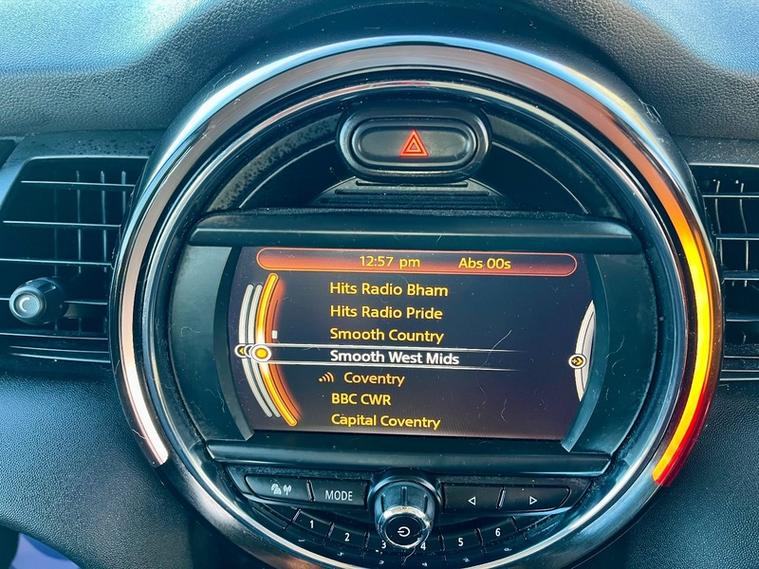 12:57 pm Abs 00s
Hits Radio Bham
Hits Radio Pride
Smooth Country
Smooth West Mids
Coventry
BBC CWR
Capital Coventry
MODE
1 2 3 4 5 6